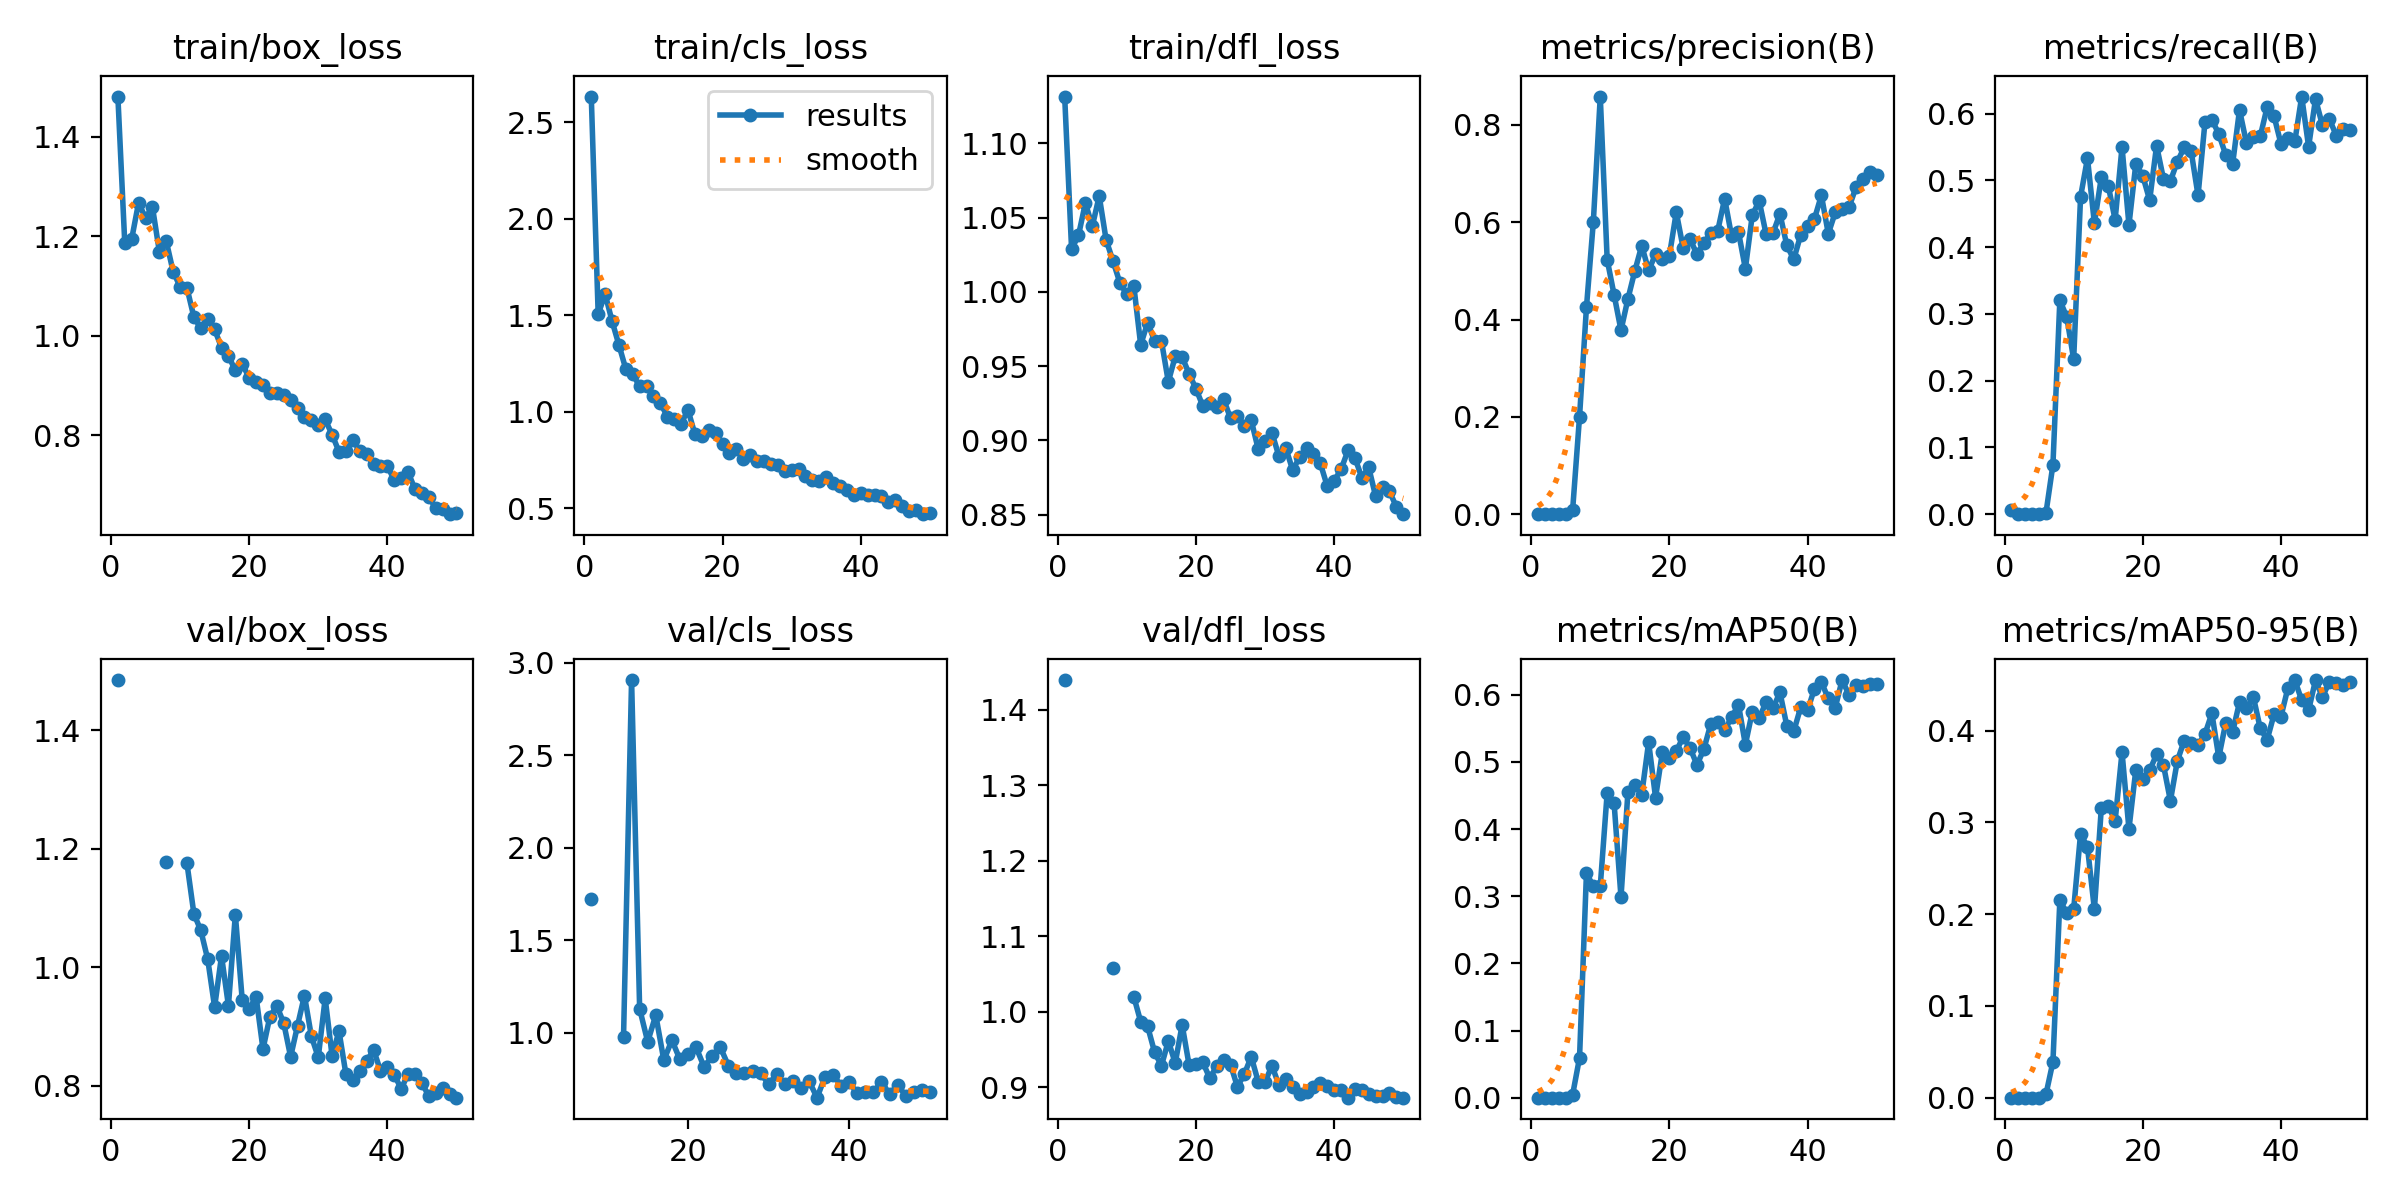 train/box_loss
1.4
1.2
1.0
0.8
0 20 40
train/cls_loss
results
smooth
2.5
2.0
1.5
1.0
0.5
0 20 40
train/dfl_loss
1.10
1.05
1.00
0.95
0.90
0.85
0 20 40
metrics/precision(B)
0.8
0.6
0.4
0.2
0.0
0 20 40
metrics/recall(B)
0.6
0.5
0.4
0.3
0.2
0.1
0.0
0 20 40
val/box_loss
1.4
1.2
1.0
0.8
0 20 40
val/cls_loss
3.0
2.5
2.0
1.5
1.0
20 40
val/dfl_loss
1.4
1.3
1.2
1.1
1.0
0.9
0 20 40
metrics/mAP50(B)
0.6
0.5
0.4
0.3
0.2
0.1
0.0
0 20 40
metrics/mAP50-95(B)
0.4
0.3
0.2
0.1
0.0
0 20 40